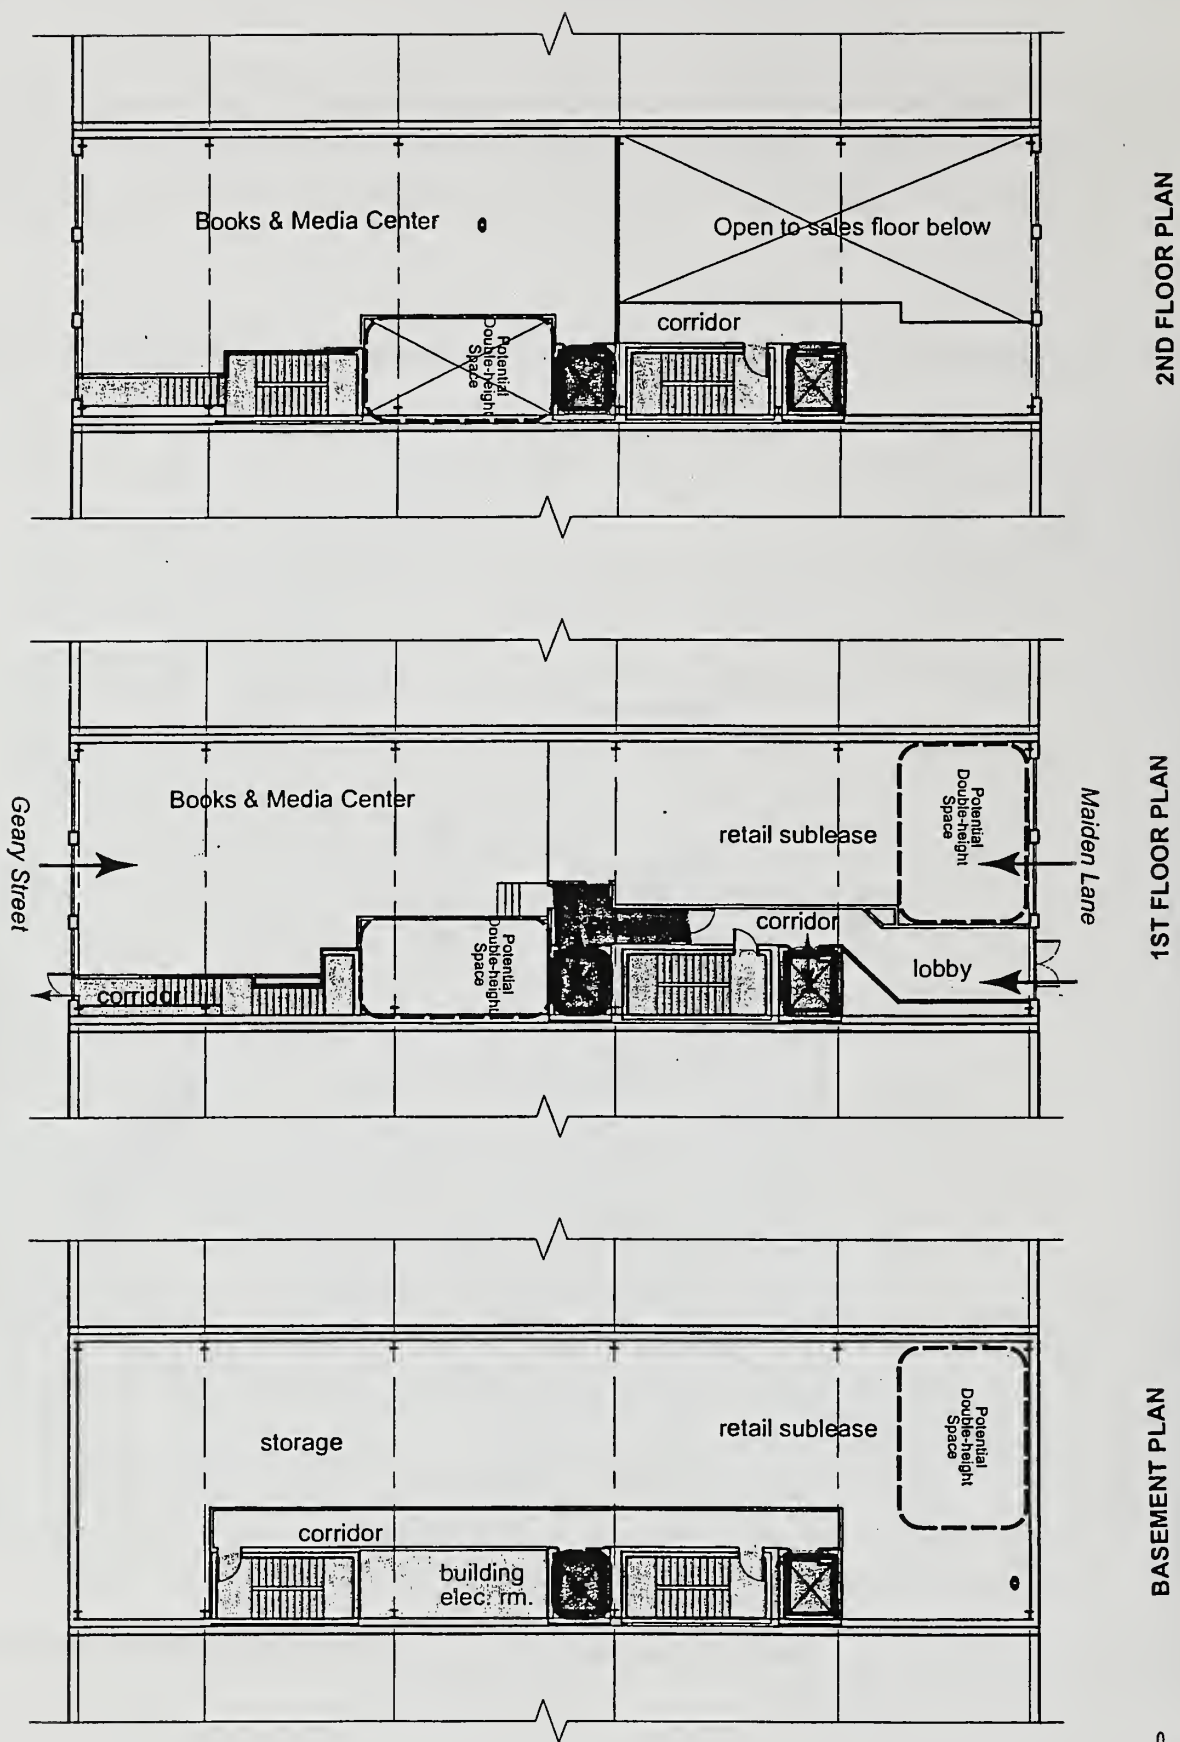 2ND FLOOR PLAN
Books & Media Center
Open to sales floor below
corridor
Potential
Double-height
Space
1ST FLOOR PLAN
Geary Street
Maiden Lane
Books & Media Center
retail sublease
Potential
Double-height
Space
Potential
Double-height
Space
corridor
lobby
corridor
BASEMENT PLAN
storage
retail sublease
Potential
Double-height
Space
corridor
building
elec. rm.